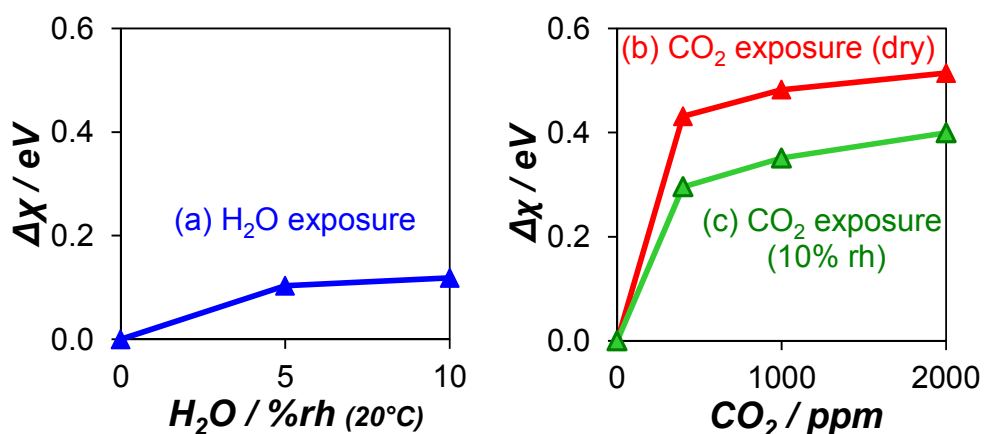 0.6
0.4
0.2
0.0
Δχ / eV
(a) H₂O exposure
0 5 10
H₂O / %rh (20°C)
0.6
0.4
0.2
0.0
Δχ / eV
(b) CO₂ exposure (dry)
(c) CO₂ exposure
(10% rh)
0 1000 2000
CO₂ / ppm